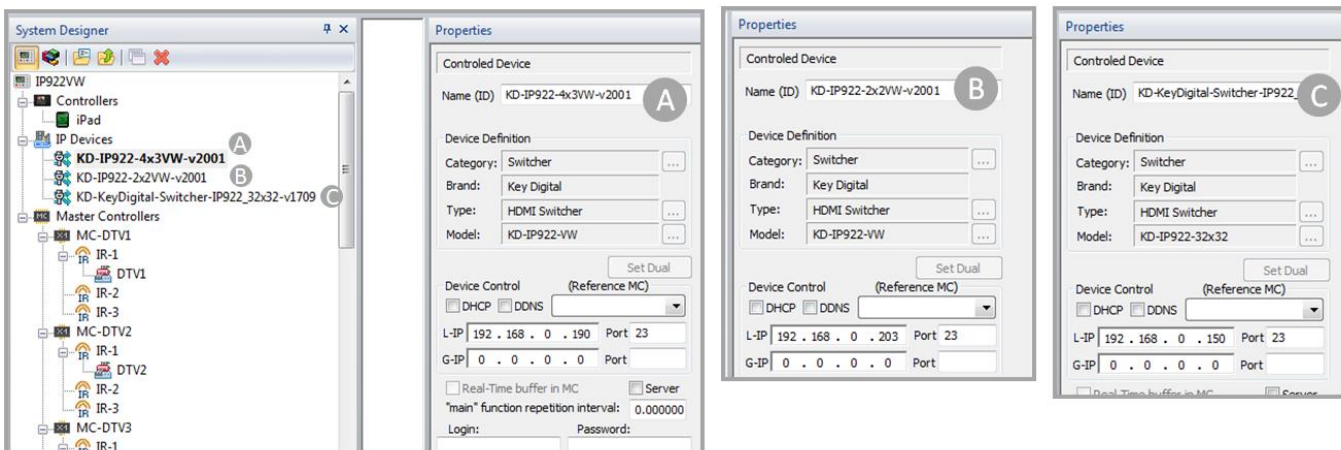 System Designer
IP922VW
Controllers
iPad
IP Devices
A
KD-IP922-4x3VW-v2001
KD-IP922-2x2VW-v2001 B
KD-KeyDigital-Switcher-IP922_32x32-v1709 C
Master Controllers
MC-DTV1
IR-1
DTV1
IR-2
IR-3
MC-DTV2
IR-1
DTV2
IR-2
IR-3
MC-DTV3
IR-1
Properties
Controled Device
Name (ID) KD-IP922-4x3VW-v2001 A
Device Definition
Category: Switcher ...
Brand: Key Digital
Type: HDMI Switcher ...
Model: KD-IP922-VW ...
Set Dual
Device Control (Reference MC)
DHCP DDNS
L-IP 192 . 168 . 0 . 190 Port 23
G-IP 0 . 0 . 0 . 0 Port
Real-Time buffer in MC Server
"main" function repetition interval: 0.000000
Login: Password:
Properties
Controled Device
Name (ID) KD-IP922-2x2VW-v2001 B
Device Definition
Category: Switcher ...
Brand: Key Digital
Type: HDMI Switcher ...
Model: KD-IP922-VW ...
Set Dual
Device Control (Reference MC)
DHCP DDNS
L-IP 192 . 168 . 0 . 203 Port 23
G-IP 0 . 0 . 0 . 0 Port
Properties
Controled Device
Name (ID) KD-KeyDigital-Switcher-IP922_ C
Device Definition
Category: Switcher ...
Brand: Key Digital
Type: HDMI Switcher ...
Model: KD-IP922-32x32 ...
Set Dual
Device Control (Reference MC)
DHCP DDNS
L-IP 192 . 168 . 0 . 150 Port 23
G-IP 0 . 0 . 0 . 0 Port